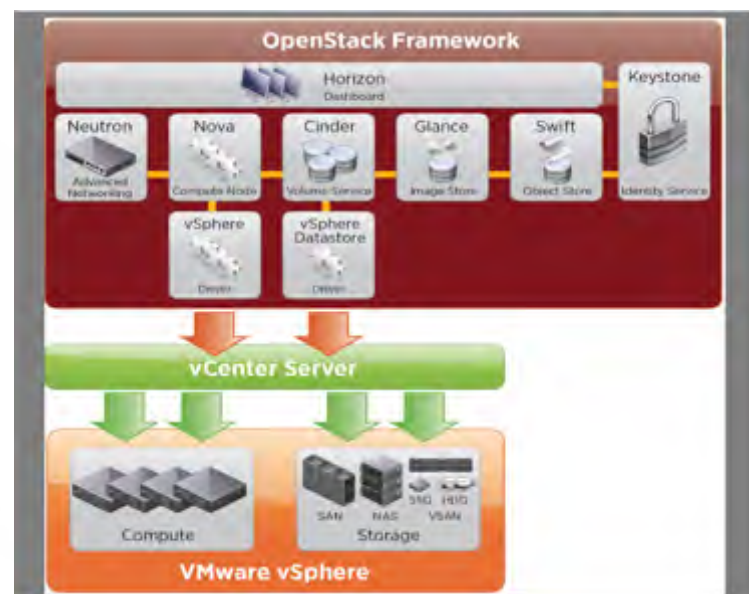 OpenStack Framework
Horizon
Dashboard
Keystone
Neutron
Nova
Cinder
Glance
Swift
Advanced
Networking
Compute Node
Volume Service
Image Store
Object Store
Identity Service
vSphere
vSphere
Datastore
Driver
Driver
vCenter Server
SSD HDD
SAN NAS VSAN
Compute
Storage
VMware vSphere